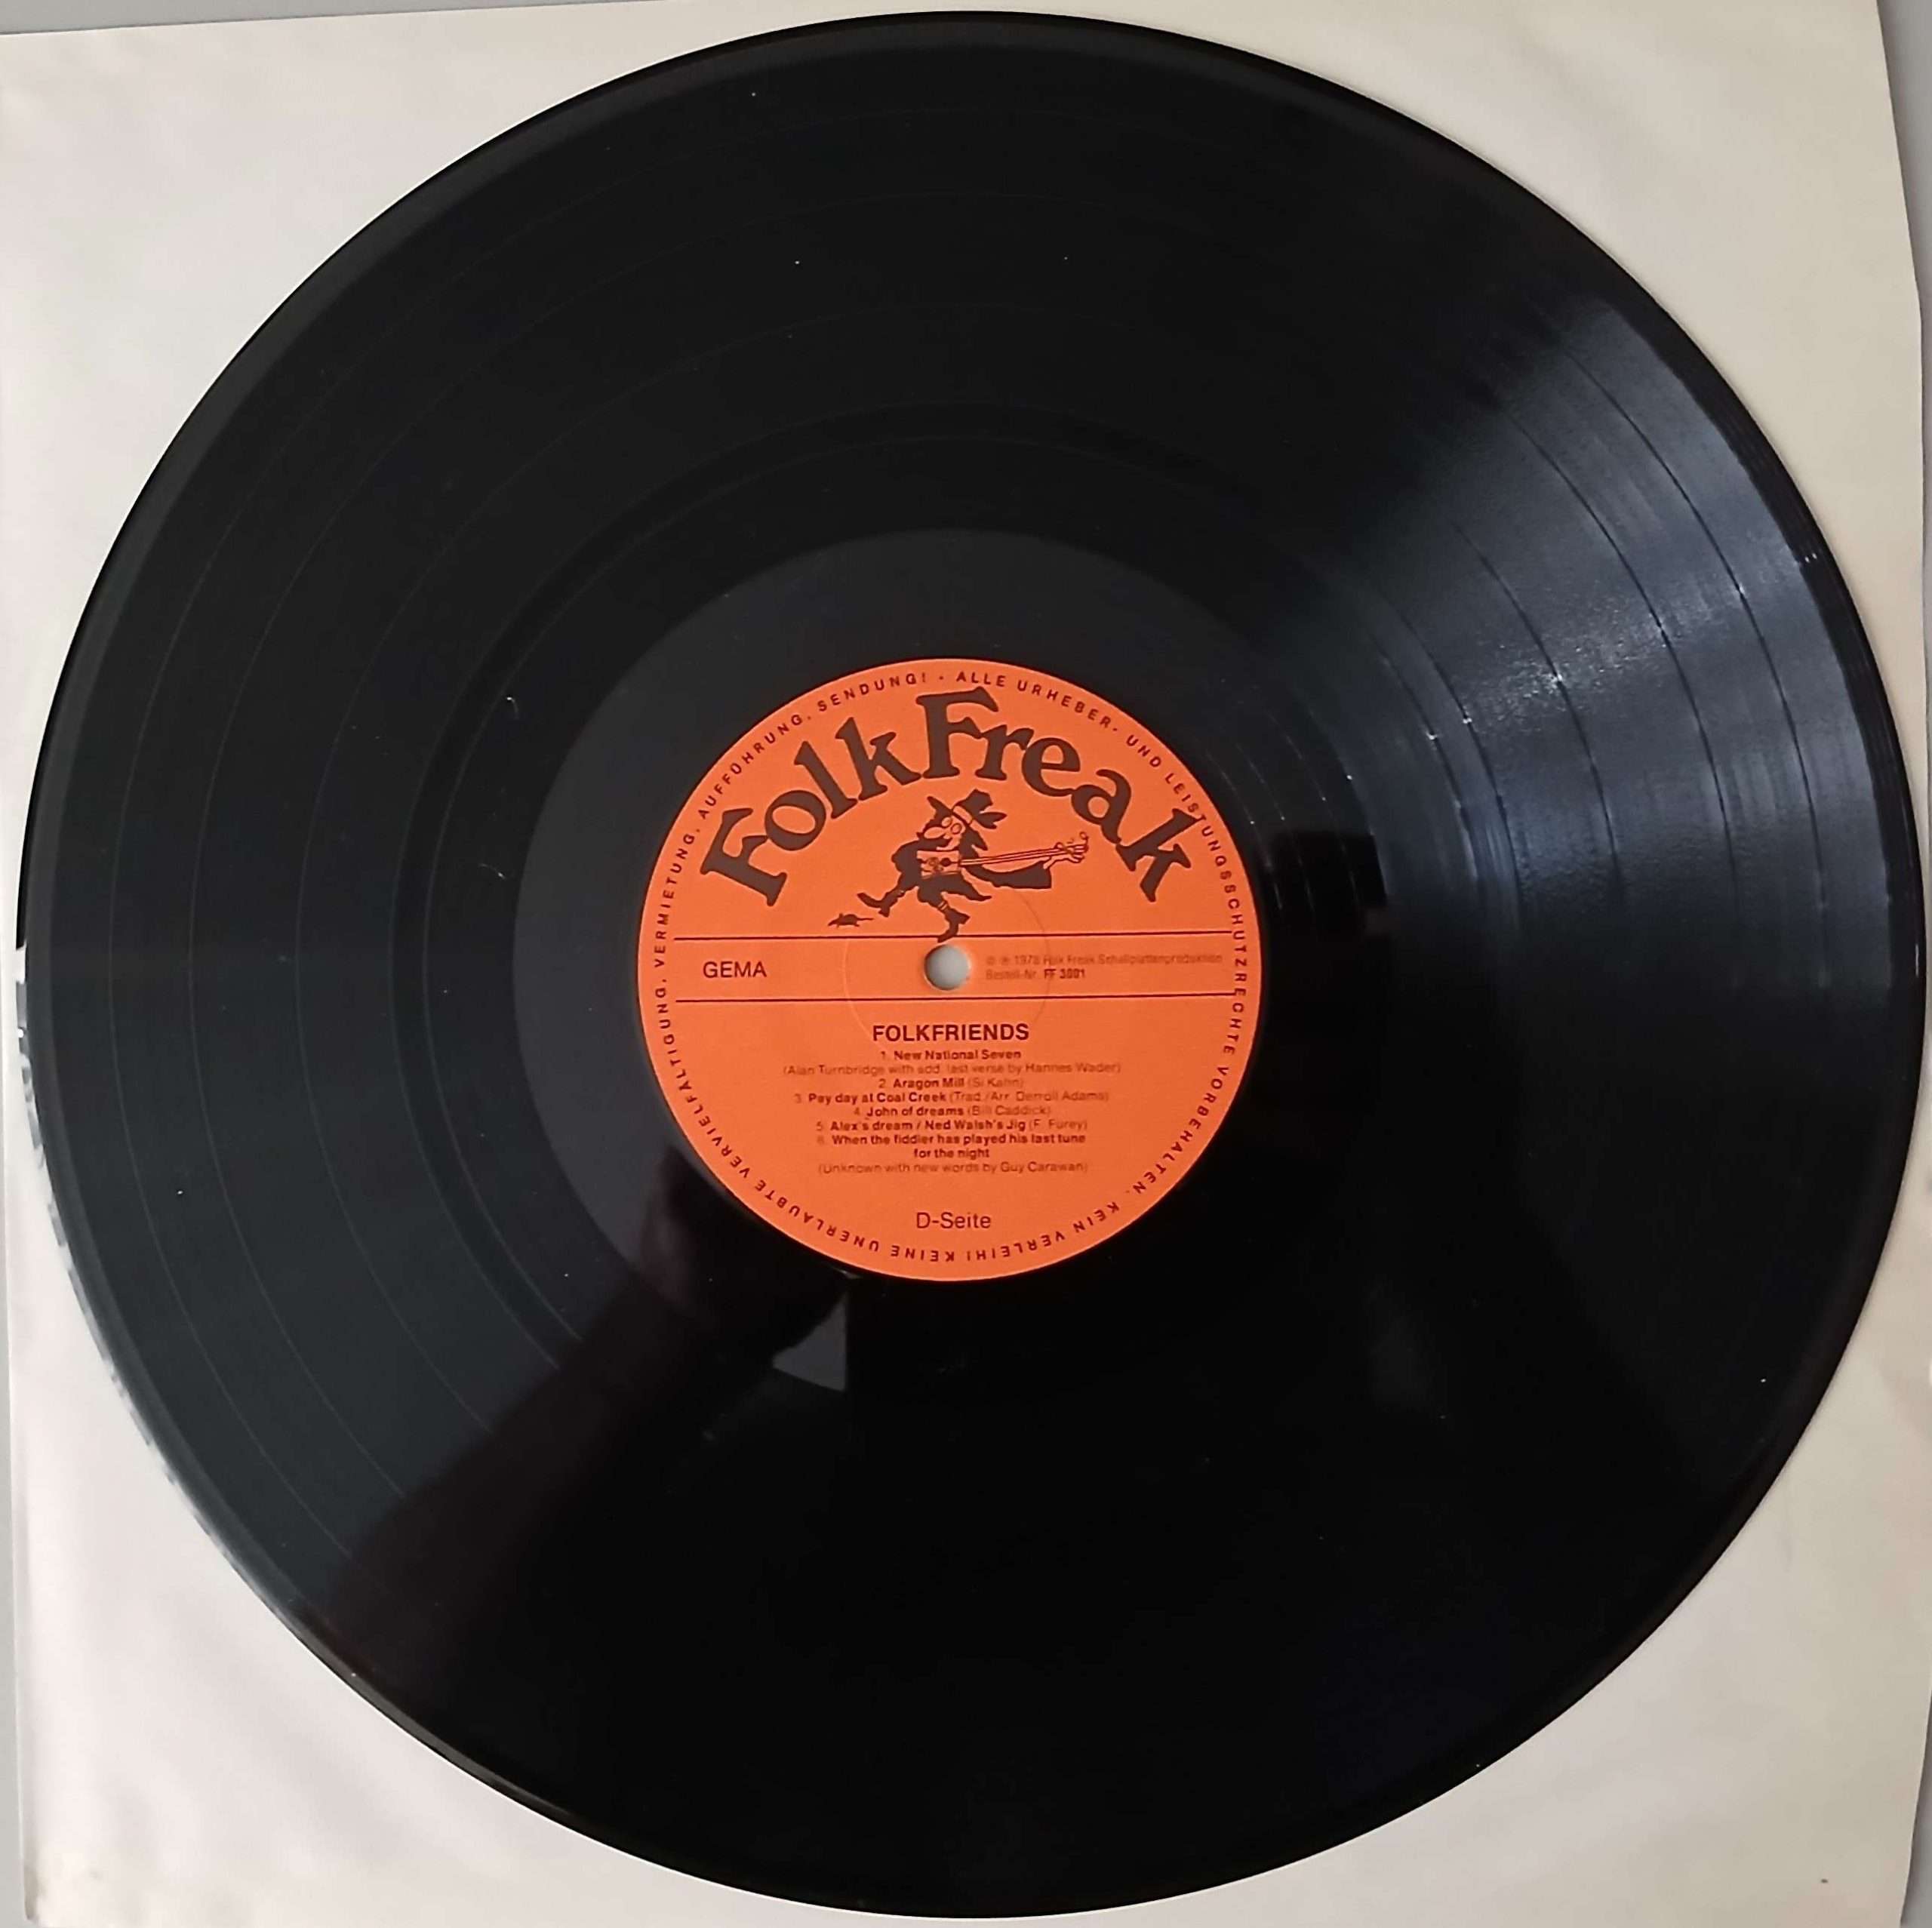 ALLE URHEBER- UND LEISTUNGSSCHUTZRECHTE VORBEHALTEN. KEIN VERLEIH! KEINE UNERLAUBTE VERVIELFÄLTIGUNG, VERMIETUNG, AUFFÜHRUNG, SENDUNG! -
FolkFreak
GEMA
© ℗ 1978 Folk Freak Schallplattenproduktion
Bestell-Nr. FF 3001
FOLKFRIENDS
1. New National Seven
(Alan Turnbridge with add. last verse by Hannes Wader)
2. Aragon Mill (Si Kahn)
3. Pay day at Coal Creek (Trad./Arr. Derroll Adams)
4. John of dreams (Bill Caddick)
5. Alex's dream / Ned Walsh's Jig (F. Furey)
6. When the fiddler has played his last tune
for the night
(Unknown with new words by Guy Carawan)
D-Seite